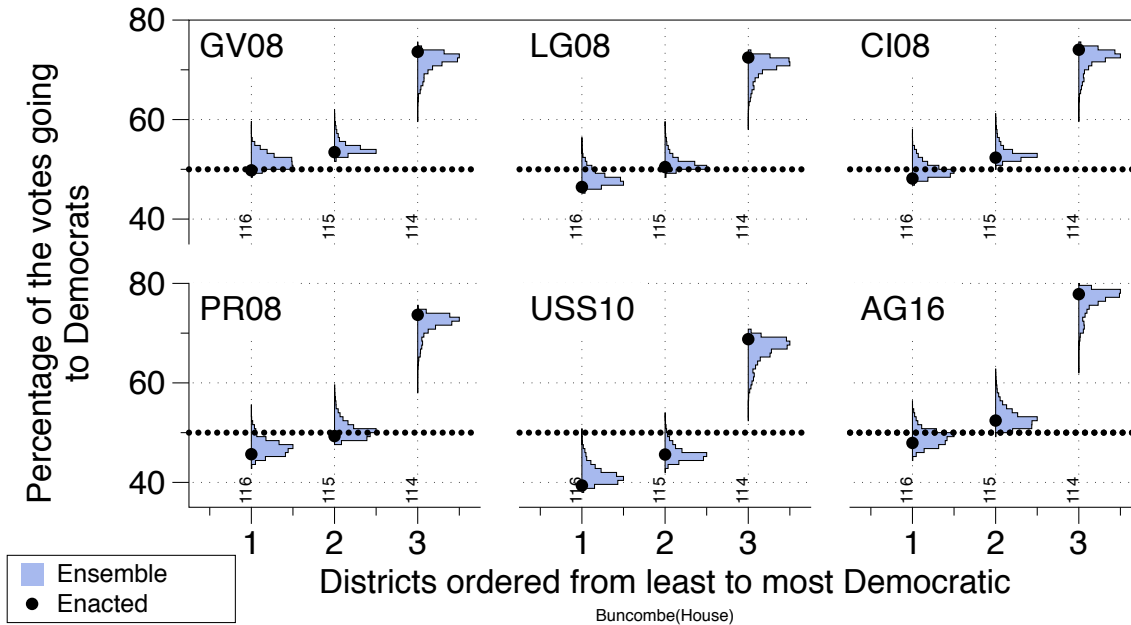 Percentage of the votes going
to Democrats
80
60
40
GV08
LG08
CI08
116
115
114
116
115
114
116
115
114
80
60
40
PR08
USS10
AG16
116
115
114
116
115
114
116
115
114
1 2 3
1 2 3
1 2 3
Districts ordered from least to most Democratic
Buncombe(House)
Ensemble
Enacted